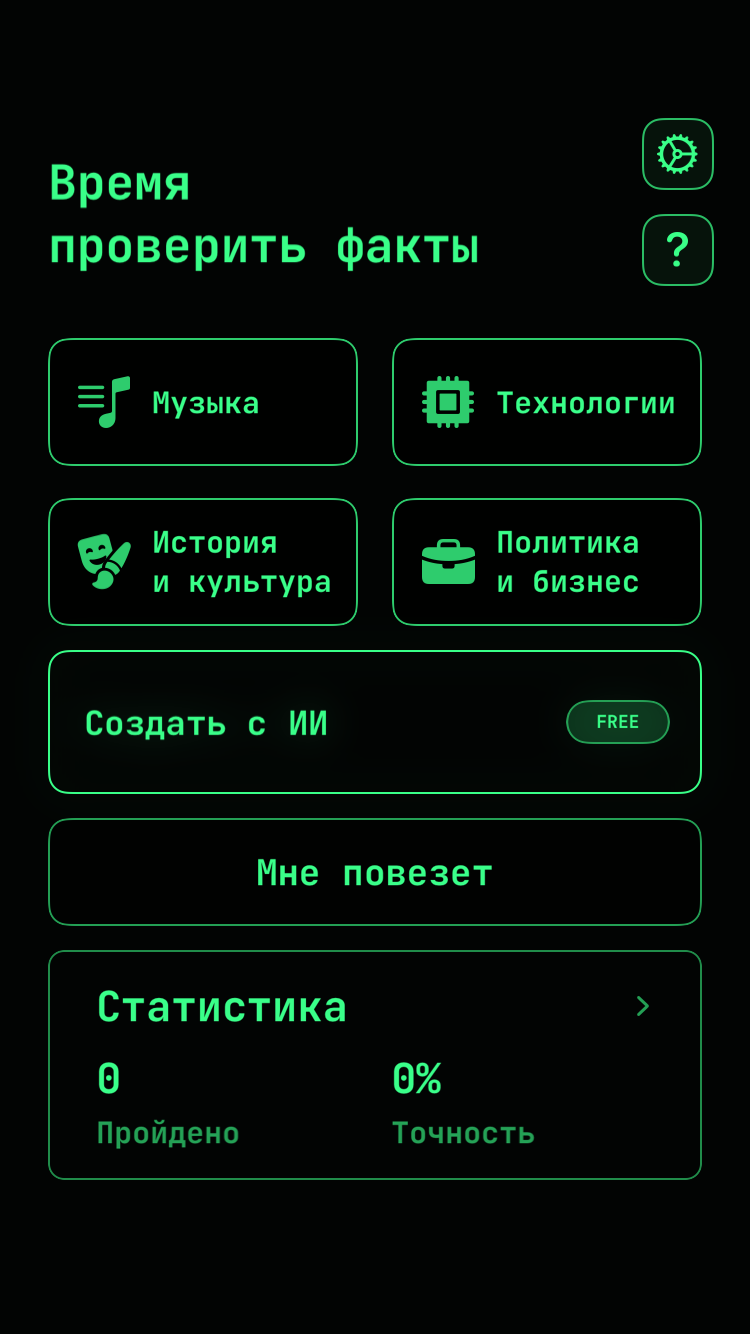 Время
проверить факты
?
Музыка
Технологии
История
и культура
Политика
и бизнес
Создать с ИИ
FREE
Мне повезет
Статистика
0
0%
Пройдено
Точность